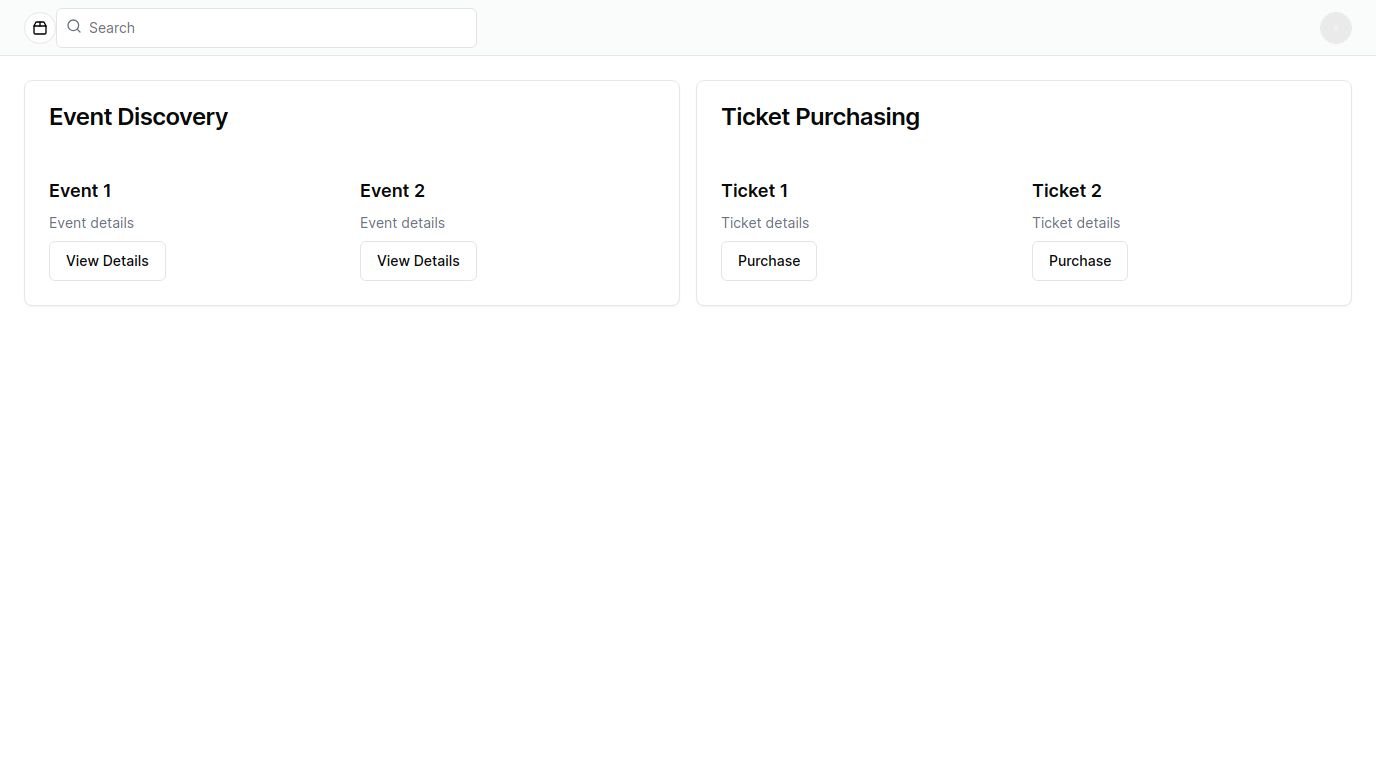 Search
Event Discovery
Event 1
Event details
View Details
Event 2
Event details
View Details
Ticket Purchasing
Ticket 1
Ticket details
Purchase
Ticket 2
Ticket details
Purchase